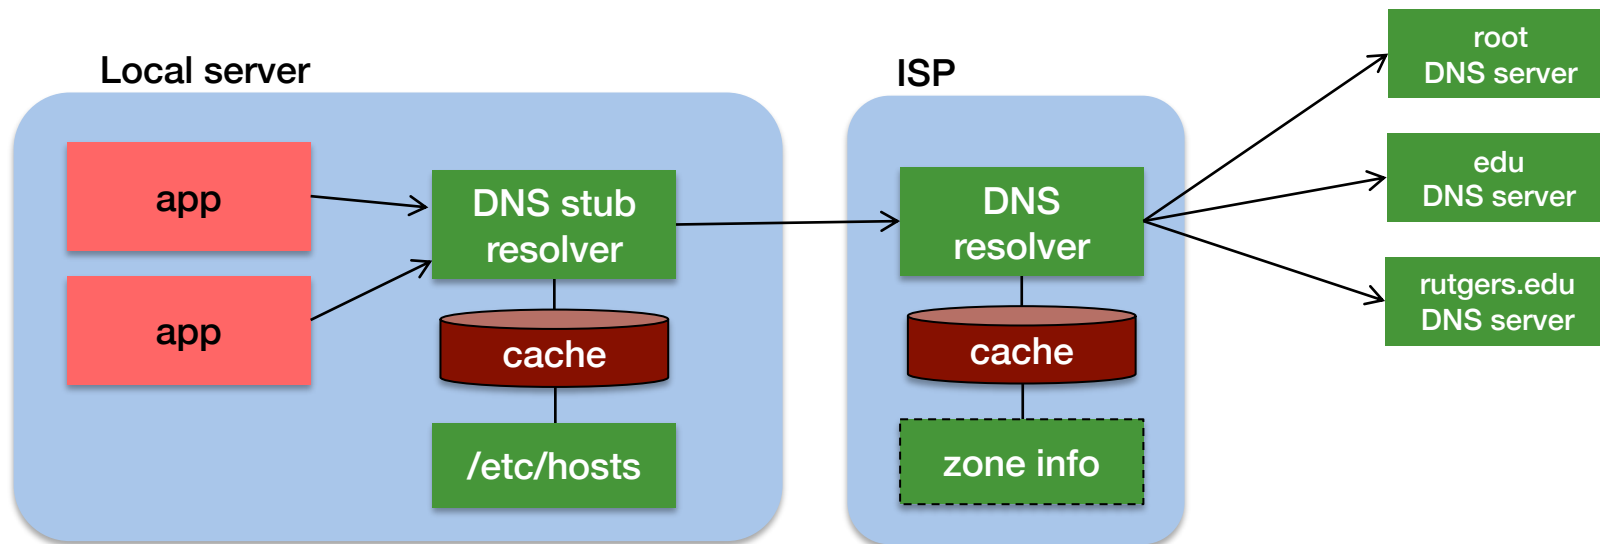 Local server
app
app
DNS stub
resolver
cache
/etc/hosts
ISP
DNS
resolver
cache
zone info
root
DNS server
edu
DNS server
rutgers.edu
DNS server